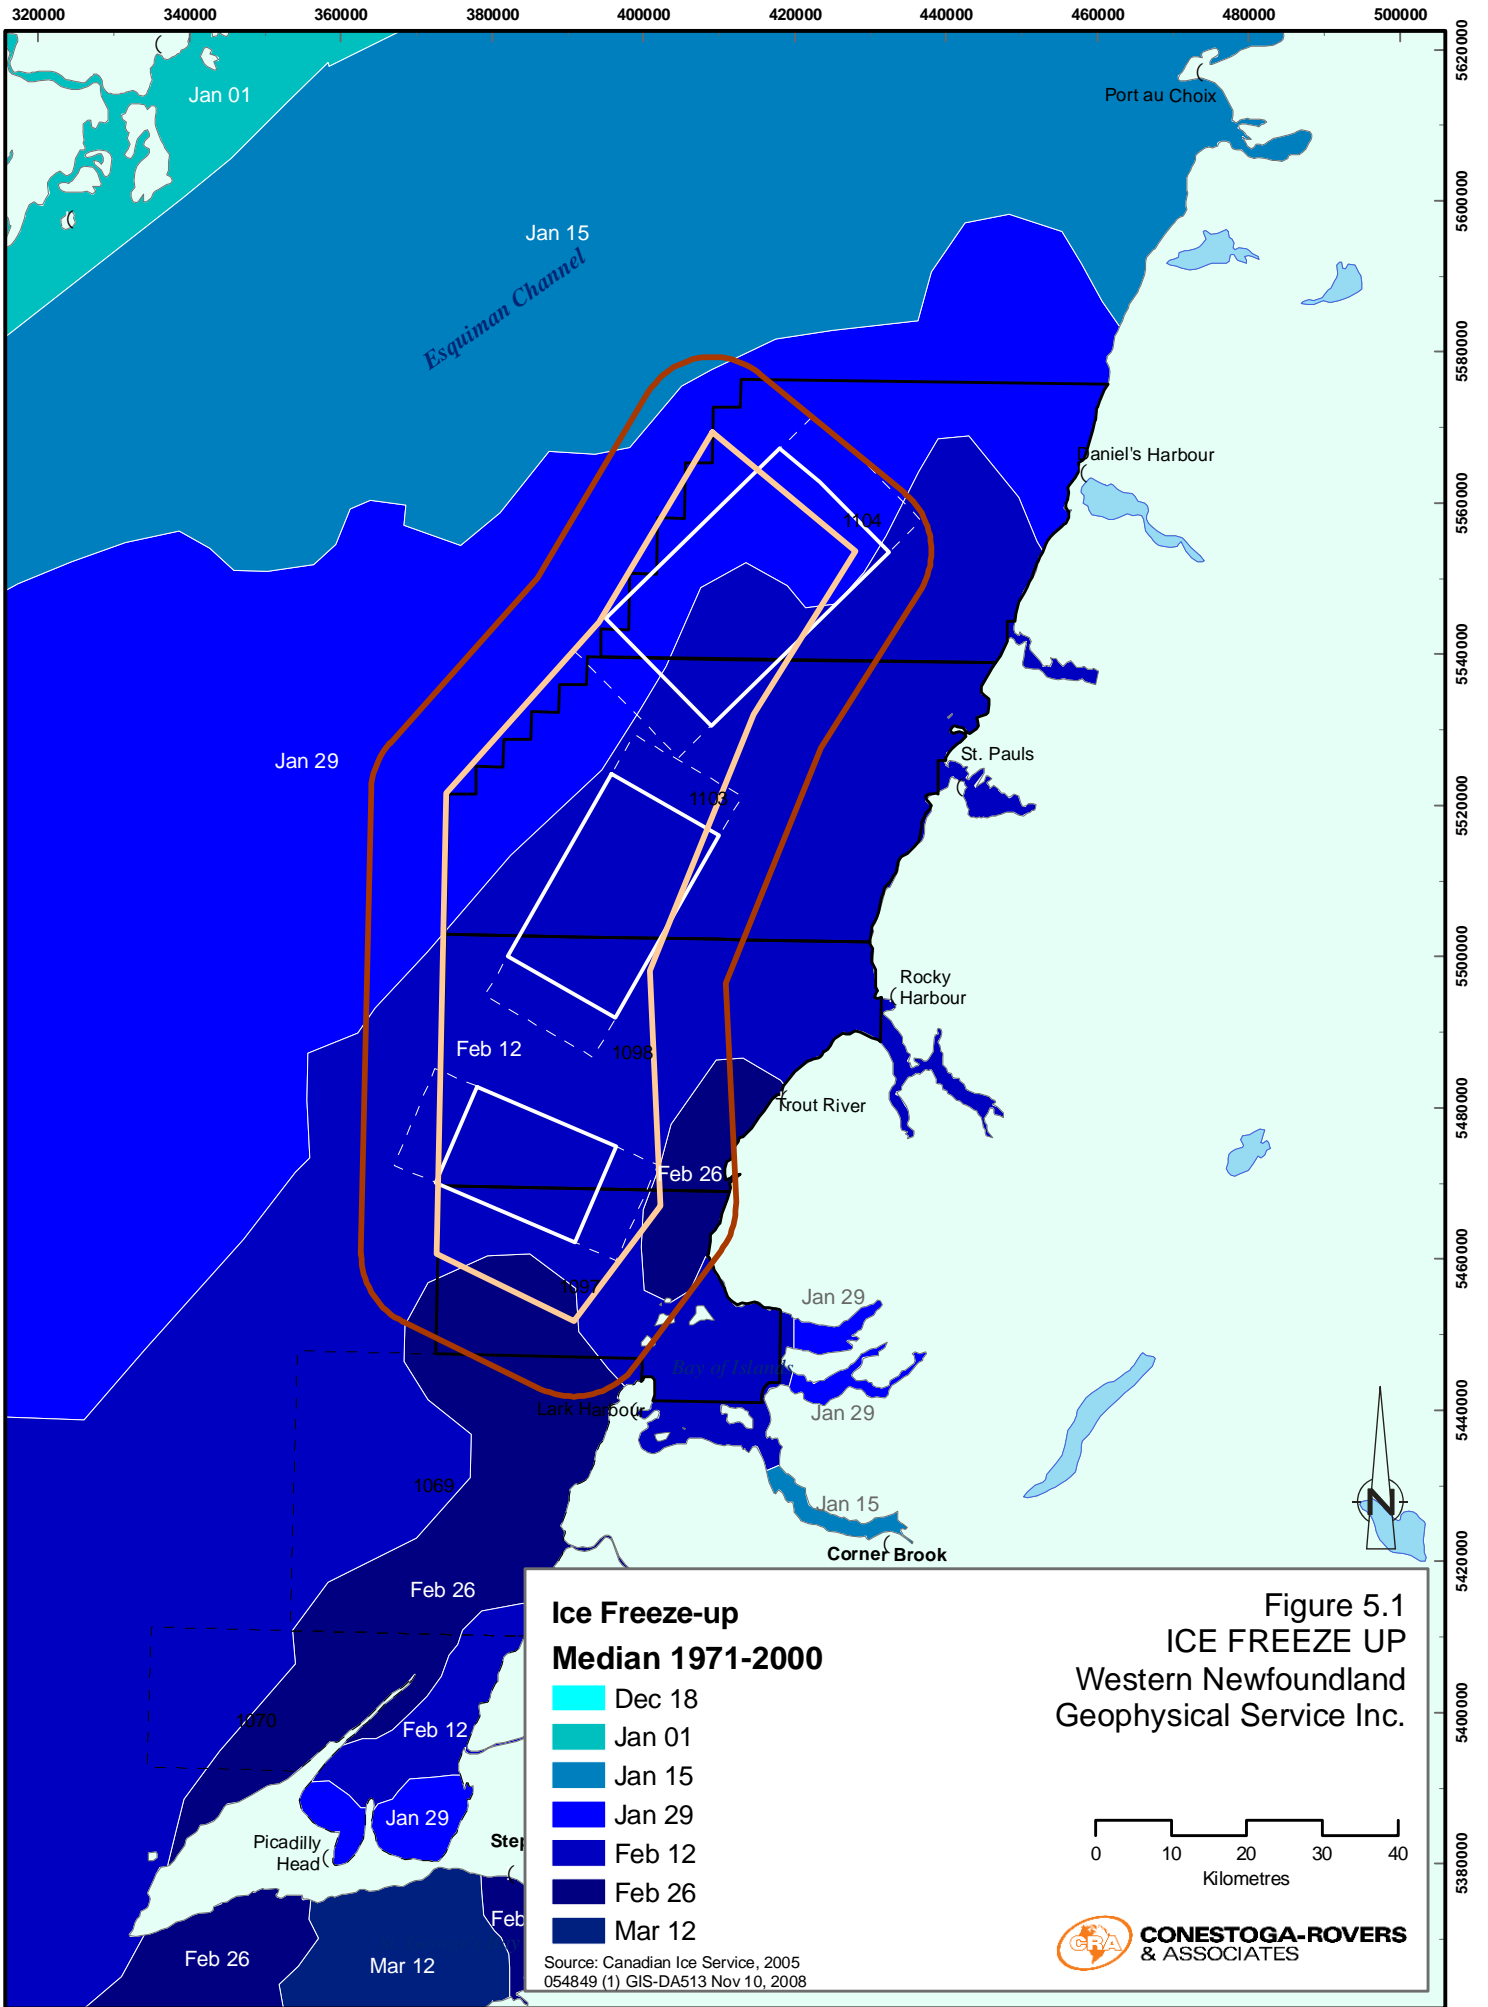 320000 340000 360000 380000 400000 420000 440000 460000 480000 500000
5620000
5600000
5580000
5560000
5540000
5520000
5500000
5480000
5460000
5440000
5420000
5400000
5380000
Jan 01
Port au Choix
Jan 15
Esquiman Channel
Daniel's Harbour
1104
Jan 29
St. Pauls
1103
Rocky
Harbour
Feb 12
1098
Trout River
Feb 26
1097
Jan 29
Bay of Islands
Lark Harbour
Jan 29
1069
Jan 15
Corner Brook
Feb 26
1070
Feb 12
Jan 29
Picadilly
Head
Step
Feb
Feb 26
Mar 12
N
Ice Freeze-up
Median 1971-2000
Dec 18
Jan 01
Jan 15
Jan 29
Feb 12
Feb 26
Mar 12
Source: Canadian Ice Service, 2005
054849 (1) GIS-DA513 Nov 10, 2008
Figure 5.1
ICE FREEZE UP
Western Newfoundland
Geophysical Service Inc.
0 10 20 30 40
Kilometres
CRA
CONESTOGA-ROVERS
& ASSOCIATES